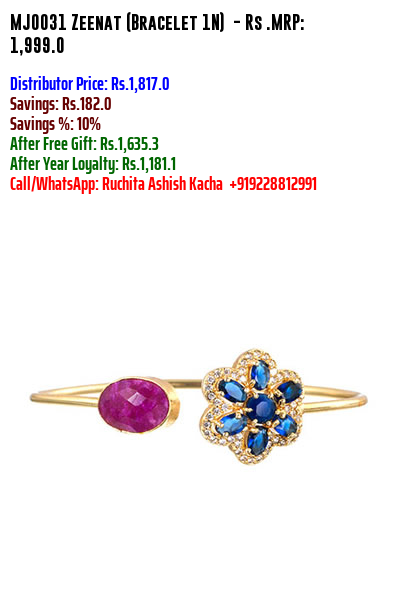 MJ0031 Zeenat (Bracelet 1N) - Rs .MRP:
1,999.0
Distributor Price: Rs.1,817.0
Savings: Rs.182.0
Savings %: 10%
After Free Gift: Rs.1,635.3
After Year Loyalty: Rs.1,181.1
Call/WhatsApp: Ruchita Ashish Kacha +919228812991